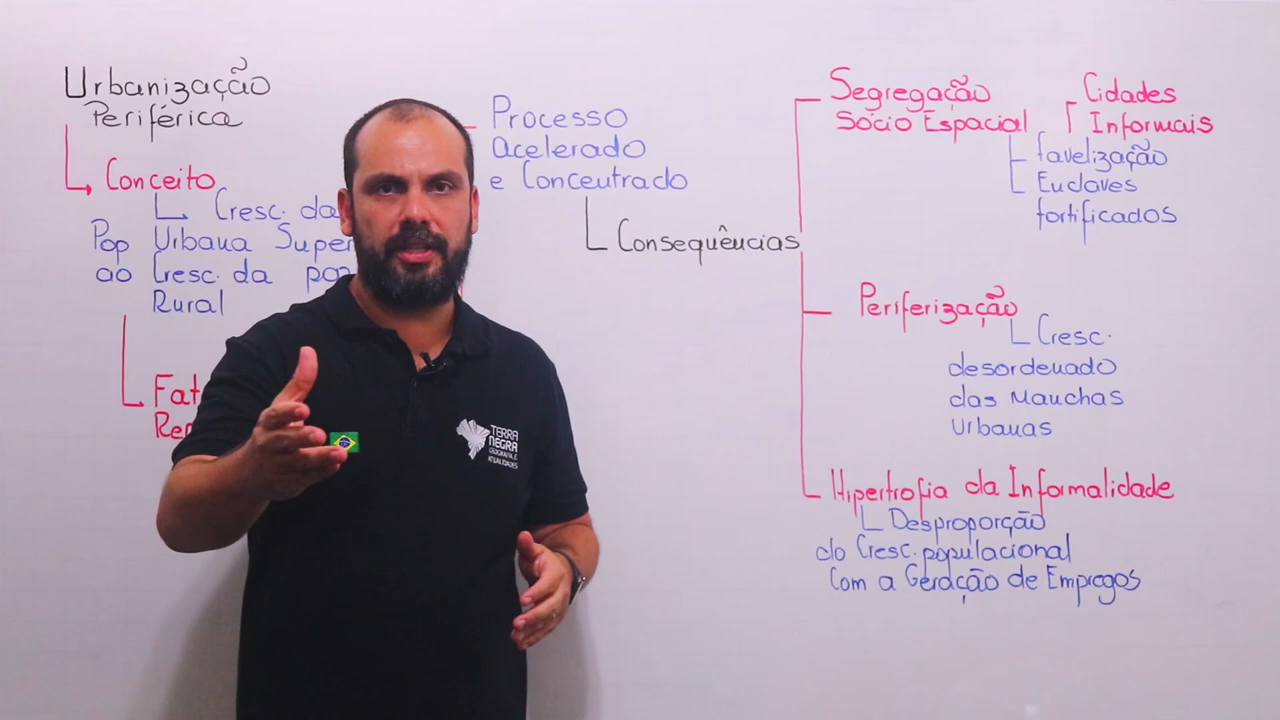 Urbanização
Periférica
Conceito
Cresc. da
Pop Urbana Super
ao Cresc. da
Rural
Processo
acelerado
e Concentrado
Consequências
Segregação
Sócio Espacial
Cidades
Informais
favelização
Enclaves
fortificados
Periferização
Cresc.
desordenado
das Manchas
Urbanas
Hipertrofia da Informalidade
Desproporção
do Cresc. populacional
Com a Geração de Empregos
TERRA
NEGRA
GEOGRAFIA E
ATUALIDADES